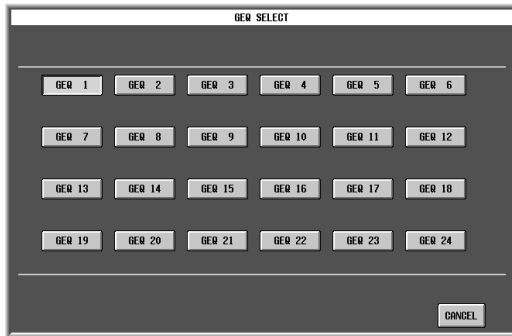 GEQ SELECT
GEQ 1 GEQ 2 GEQ 3 GEQ 4 GEQ 5 GEQ 6
GEQ 7 GEQ 8 GEQ 9 GEQ 10 GEQ 11 GEQ 12
GEQ 13 GEQ 14 GEQ 15 GEQ 16 GEQ 17 GEQ 18
GEQ 19 GEQ 20 GEQ 21 GEQ 22 GEQ 23 GEQ 24
CANCEL